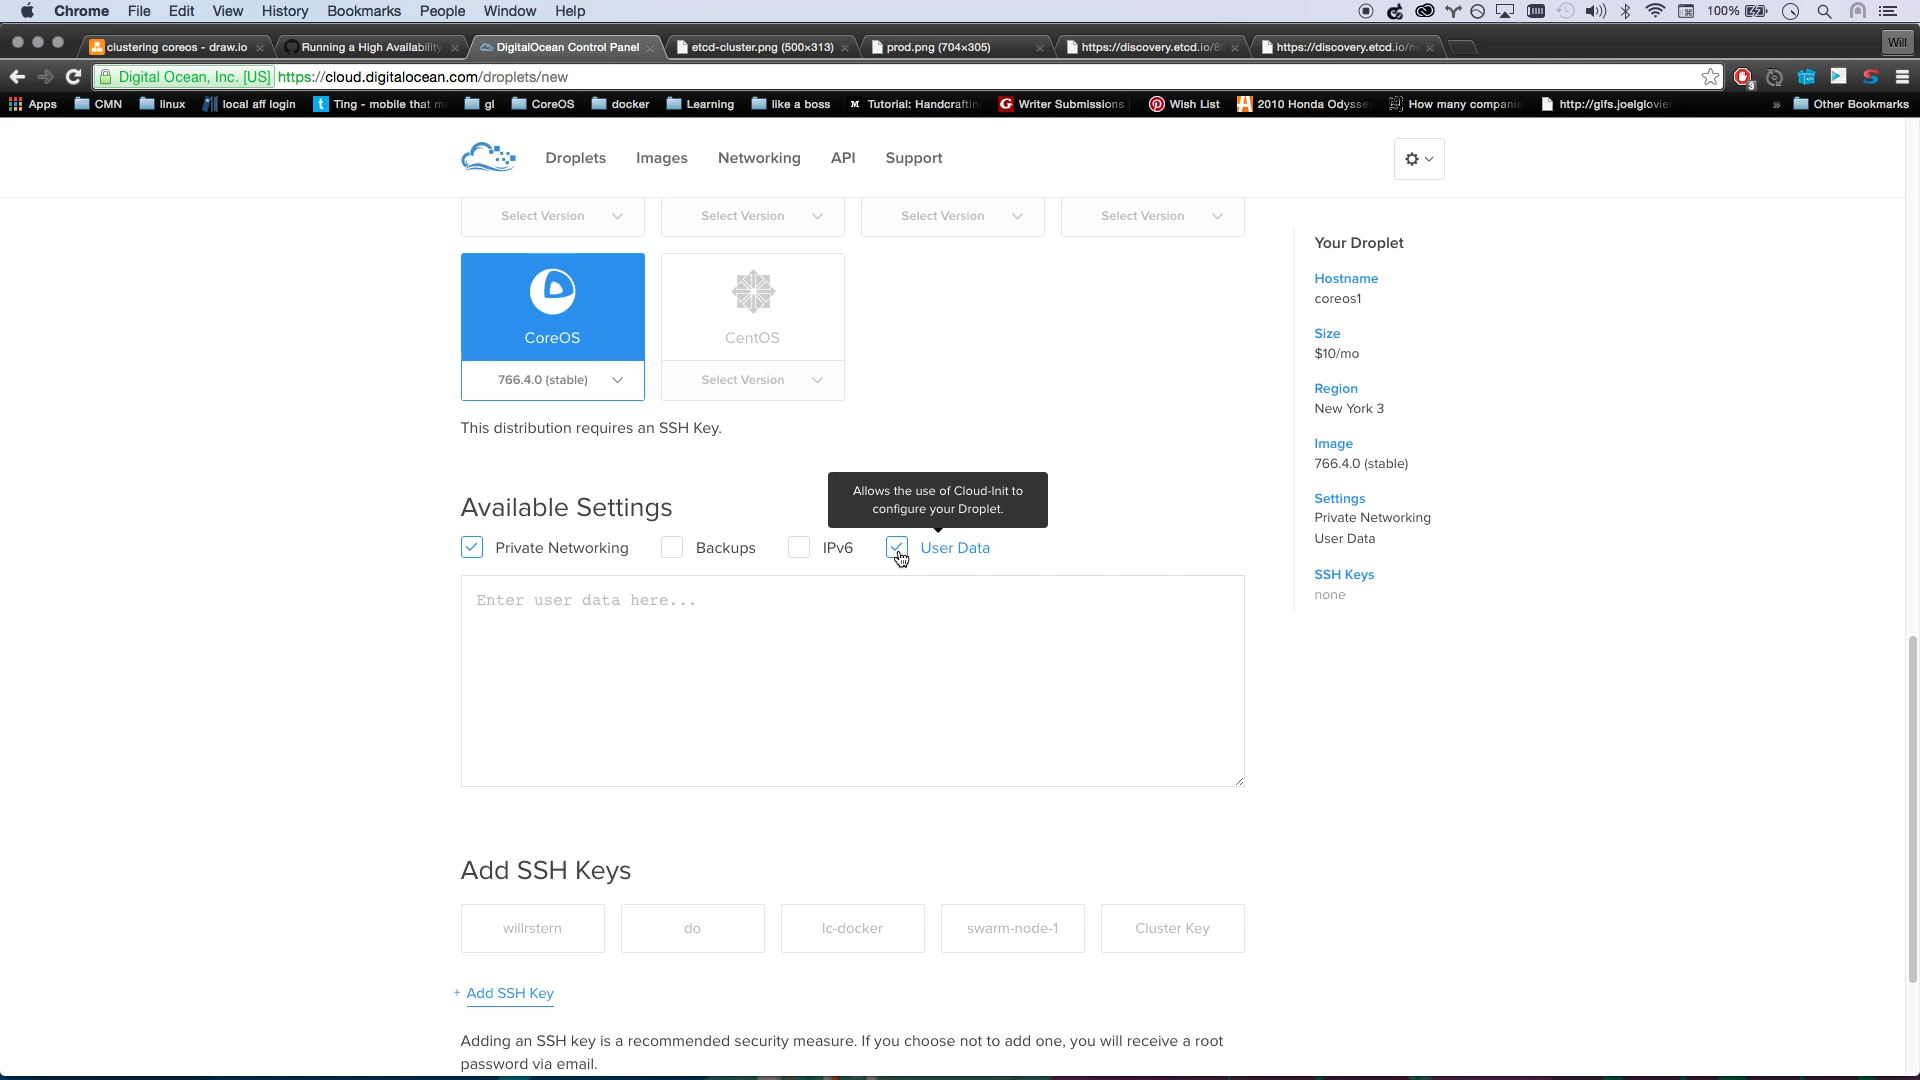 Chrome File Edit View History Bookmarks People Window Help
100%
clustering coreos - draw.io
Running a High Availability
DigitalOcean Control Panel
etcd-cluster.png (500×313)
prod.png (704×305)
https://discovery.etcd.io/8
https://discovery.etcd.io/n
Will
Digital Ocean, Inc. [US]
https://cloud.digitalocean.com/droplets/new
3
Apps
CMN
linux
local aff login
Ting - mobile that m
gl
CoreOS
docker
Learning
like a boss
Tutorial: Handcraftin
Writer Submissions
Wish List
2010 Honda Odysse
How many compani
http://gifs.joelglovie
»
Other Bookmarks
Droplets
Images
Networking
API
Support
Select Version
Select Version
Select Version
Select Version
CoreOS
766.4.0 (stable)
CentOS
Select Version
This distribution requires an SSH Key.
Available Settings
Allows the use of Cloud-Init to
configure your Droplet.
Private Networking
Backups
IPv6
User Data
Enter user data here...
Add SSH Keys
willrstern
do
lc-docker
swarm-node-1
Cluster Key
+ Add SSH Key
Adding an SSH key is a recommended security measure. If you choose not to add one, you will receive a root
password via email.
Your Droplet
Hostname
coreos1
Size
$10/mo
Region
New York 3
Image
766.4.0 (stable)
Settings
Private Networking
User Data
SSH Keys
none